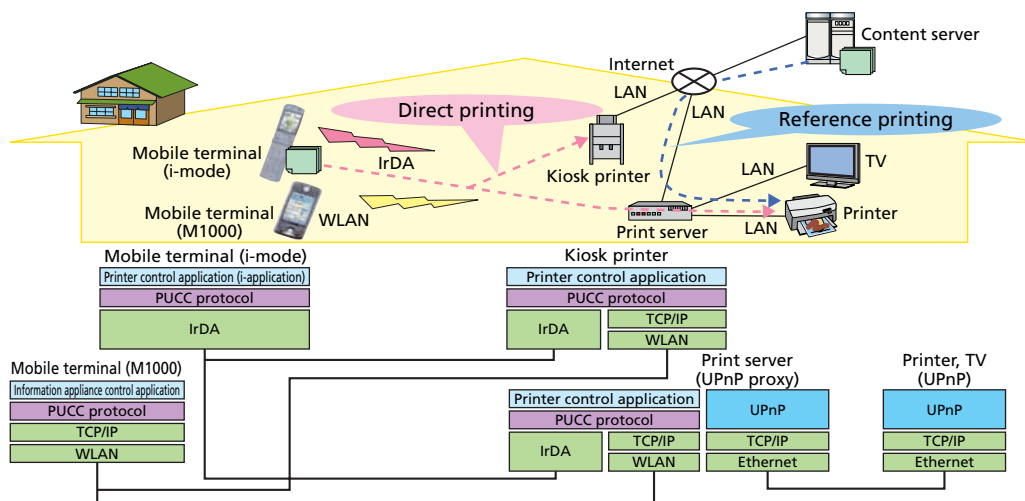 Content server
Internet
LAN
LAN
Direct printing
Reference printing
IrDA
Mobile terminal
(i-mode)
Kiosk printer
LAN
TV
Mobile terminal
(M1000)
WLAN
Print server
LAN
Printer
Mobile terminal (i-mode)
Printer control application (i-application)
PUCC protocol
IrDA
Kiosk printer
Printer control application
PUCC protocol
IrDA
TCP/IP
WLAN
Mobile terminal (M1000)
Information appliance control application
PUCC protocol
TCP/IP
WLAN
Print server
(UPnP proxy)
Printer control application
PUCC protocol
IrDA
TCP/IP
WLAN
UPnP
TCP/IP
Ethernet
Printer, TV
(UPnP)
UPnP
TCP/IP
Ethernet